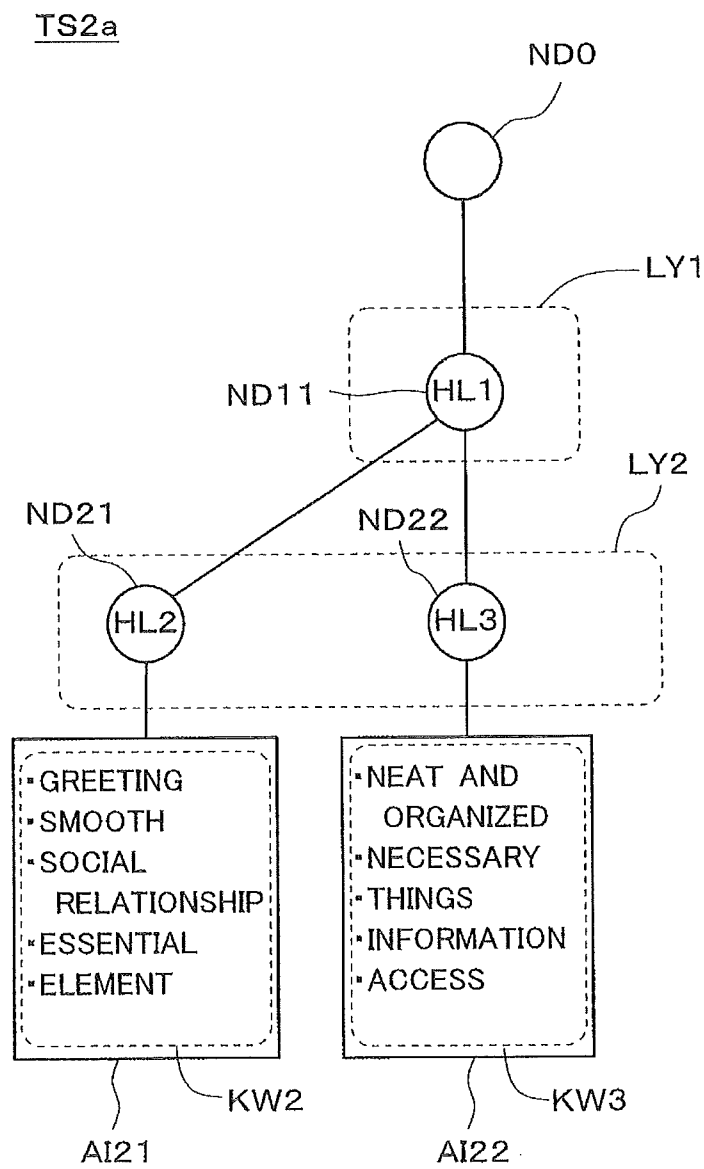 TS2a
ND0
LY1
ND11
HL1
LY2
ND21
ND22
HL2
HL3
・GREETING
・SMOOTH
・SOCIAL
RELATIONSHIP
・ESSENTIAL
・ELEMENT
・NEAT AND
ORGANIZED
・NECESSARY
・THINGS
・INFORMATION
・ACCESS
KW2
KW3
AI21
AI22